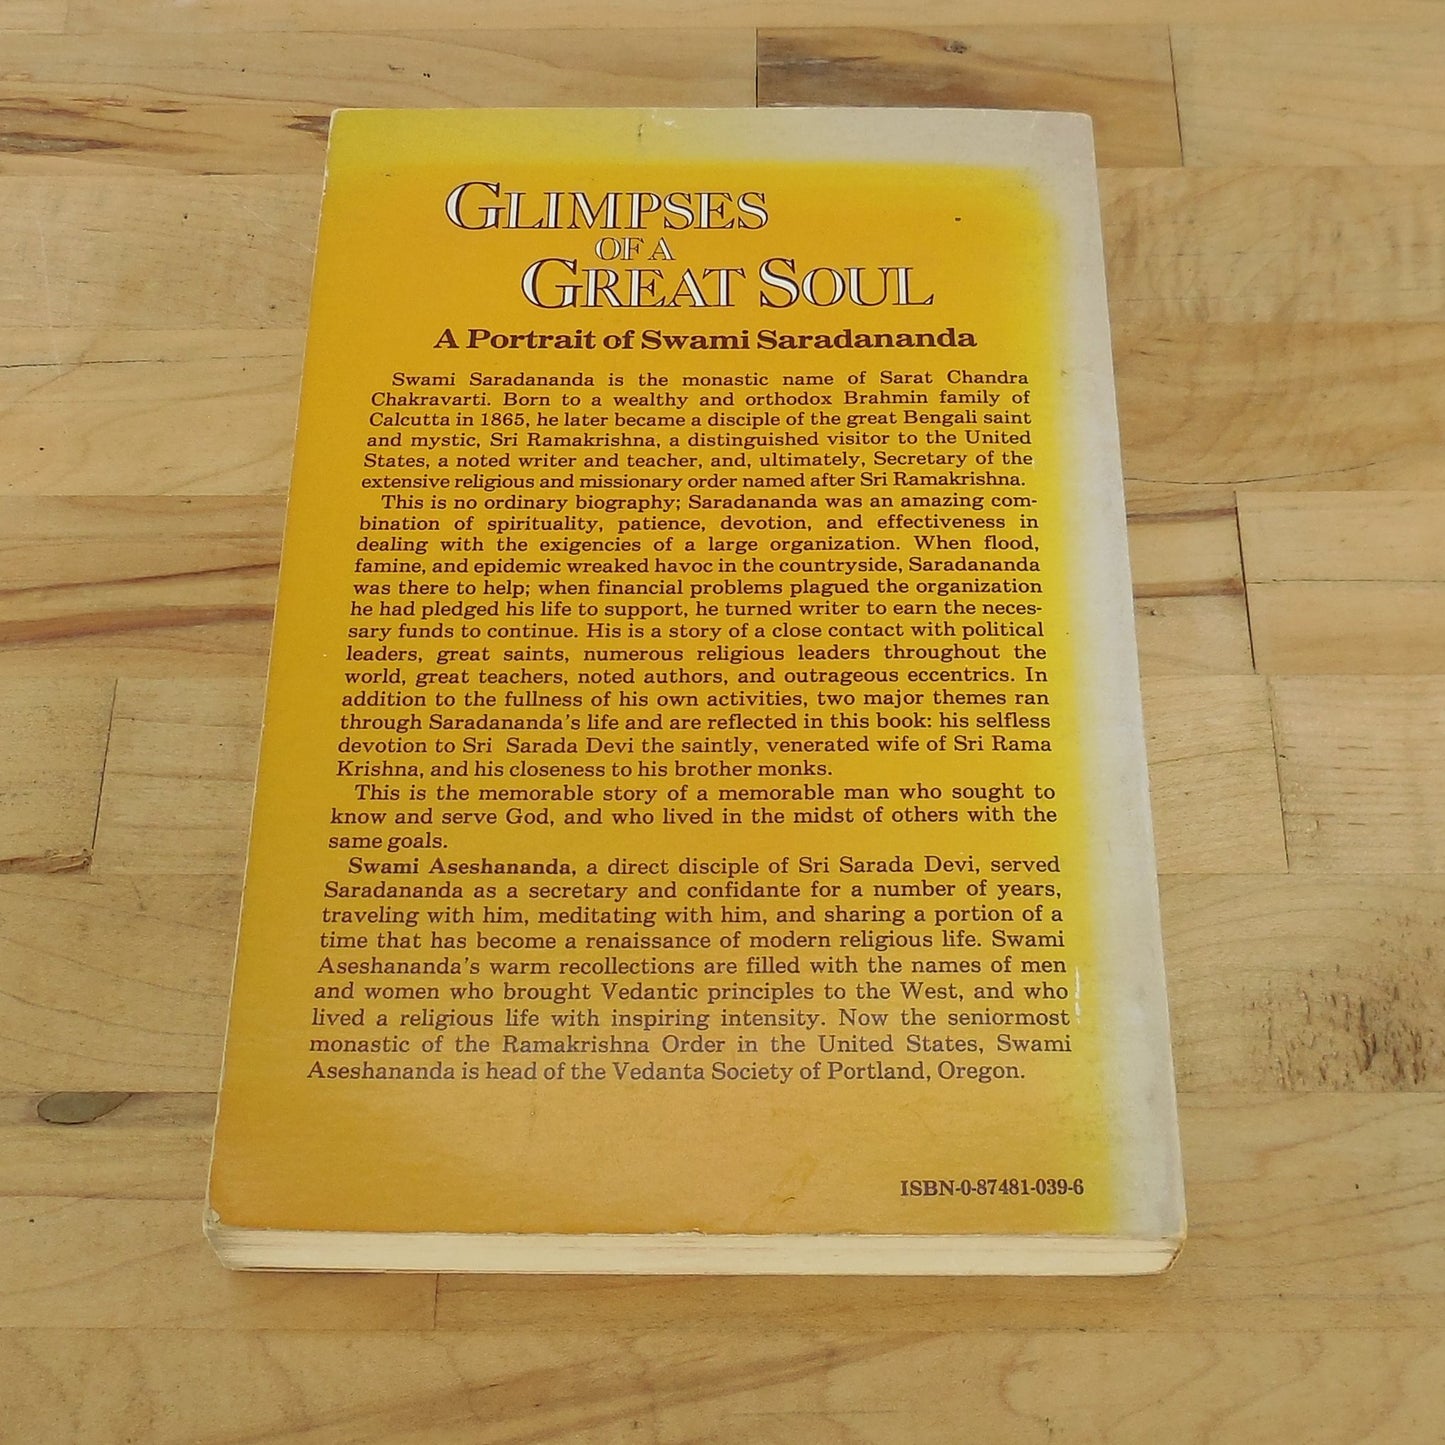 GLIMPSES
OF A
GREAT SOUL
A Portrait of Swami Saradananda
Swami Saradananda is the monastic name of Sarat Chandra
Chakravarti. Born to a wealthy and orthodox Brahmin family of
Calcutta in 1865, he later became a disciple of the great Bengali saint
and mystic, Sri Ramakrishna, a distinguished visitor to the United
States, a noted writer and teacher, and, ultimately, Secretary of the
extensive religious and missionary order named after Sri Ramakrishna.
This is no ordinary biography; Saradananda was an amazing com-
bination of spirituality, patience, devotion, and effectiveness in
dealing with the exigencies of a large organization. When flood,
famine, and epidemic wreaked havoc in the countryside, Saradananda
was there to help; when financial problems plagued the organization
he had pledged his life to support, he turned writer to earn the neces-
sary funds to continue. His is a story of a close contact with political
leaders, great saints, numerous religious leaders throughout the
world, great teachers, noted authors, and outrageous eccentrics. In
addition to the fullness of his own activities, two major themes ran
through Saradananda's life and are reflected in this book: his selfless
devotion to Sri Sarada Devi the saintly, venerated wife of Sri Rama
Krishna, and his closeness to his brother monks.
This is the memorable story of a memorable man who sought to
know and serve God, and who lived in the midst of others with the
same goals.
Swami Aseshananda, a direct disciple of Sri Sarada Devi, served
Saradananda as a secretary and confidante for a number of years,
traveling with him, meditating with him, and sharing a portion of a
time that has become a renaissance of modern religious life. Swami
Aseshananda's warm recollections are filled with the names of men
and women who brought Vedantic principles to the West, and who
lived a religious life with inspiring intensity. Now the seniormost
monastic of the Ramakrishna Order in the United States, Swami
Aseshananda is head of the Vedanta Society of Portland, Oregon.
ISBN-0-87481-039-6